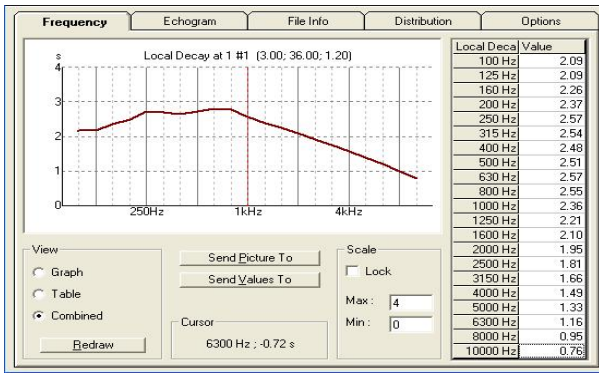 Frequency Echogram File Info Distribution Options
s Local Decay at 1 #1 (3.00; 36.00; 1.20)
4
3
2
1
0
250Hz 1kHz 4kHz
View
Graph
Table
Combined
Redraw
Send Picture To
Send Values To
Cursor
6300 Hz ; -0.72 s
Scale
Lock
Max : 4
Min : 0
Local Deca Value
100 Hz 2.09
125 Hz 2.09
160 Hz 2.26
200 Hz 2.37
250 Hz 2.57
315 Hz 2.54
400 Hz 2.48
500 Hz 2.51
630 Hz 2.57
800 Hz 2.55
1000 Hz 2.36
1250 Hz 2.21
1600 Hz 2.10
2000 Hz 1.95
2500 Hz 1.81
3150 Hz 1.66
4000 Hz 1.49
5000 Hz 1.33
6300 Hz 1.16
8000 Hz 0.95
10000 Hz 0.76